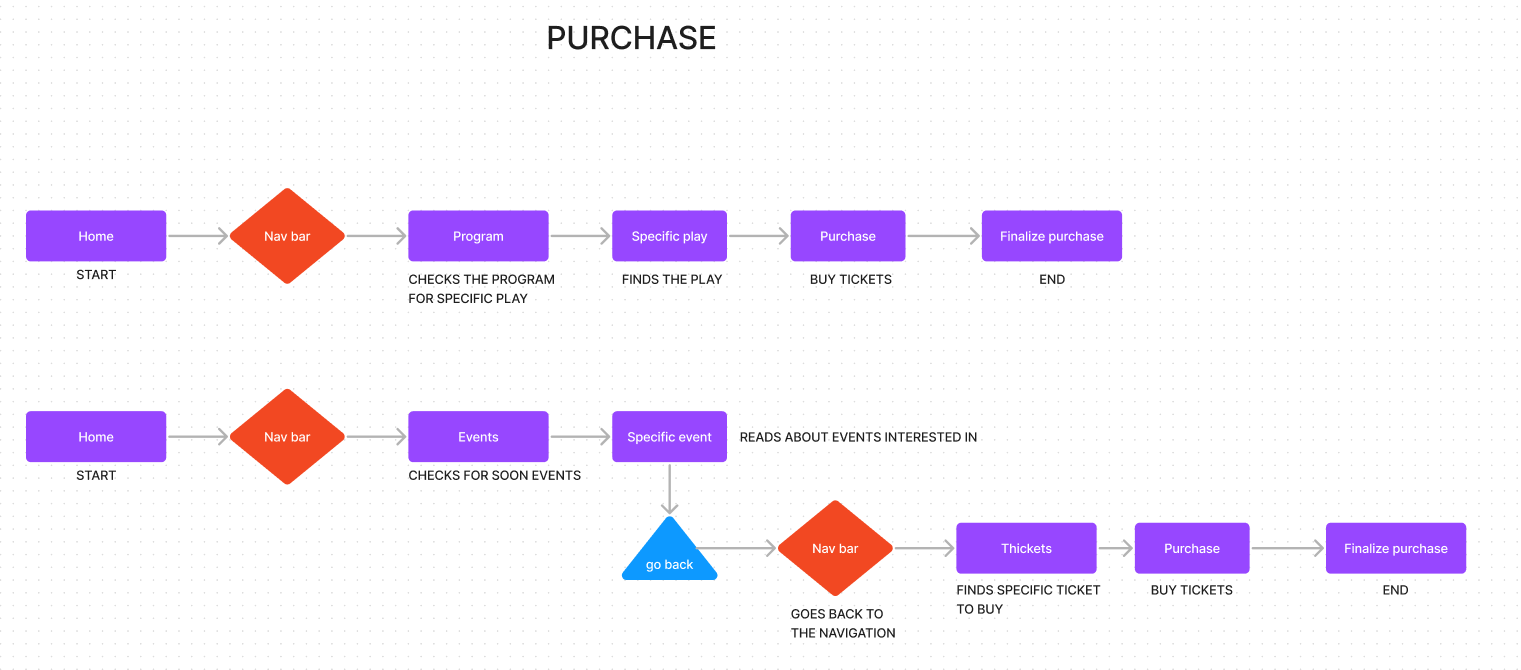 PURCHASE
Home
Nav bar
Program
Specific play
Purchase
Finalize purchase
START
CHECKS THE PROGRAM
FOR SPECIFIC PLAY
FINDS THE PLAY
BUY TICKETS
END
Home
Nav bar
Events
Specific event
READS ABOUT EVENTS INTERESTED IN
START
CHECKS FOR SOON EVENTS
go back
Nav bar
Thickets
Purchase
Finalize purchase
GOES BACK TO
THE NAVIGATION
FINDS SPECIFIC TICKET
TO BUY
BUY TICKETS
END